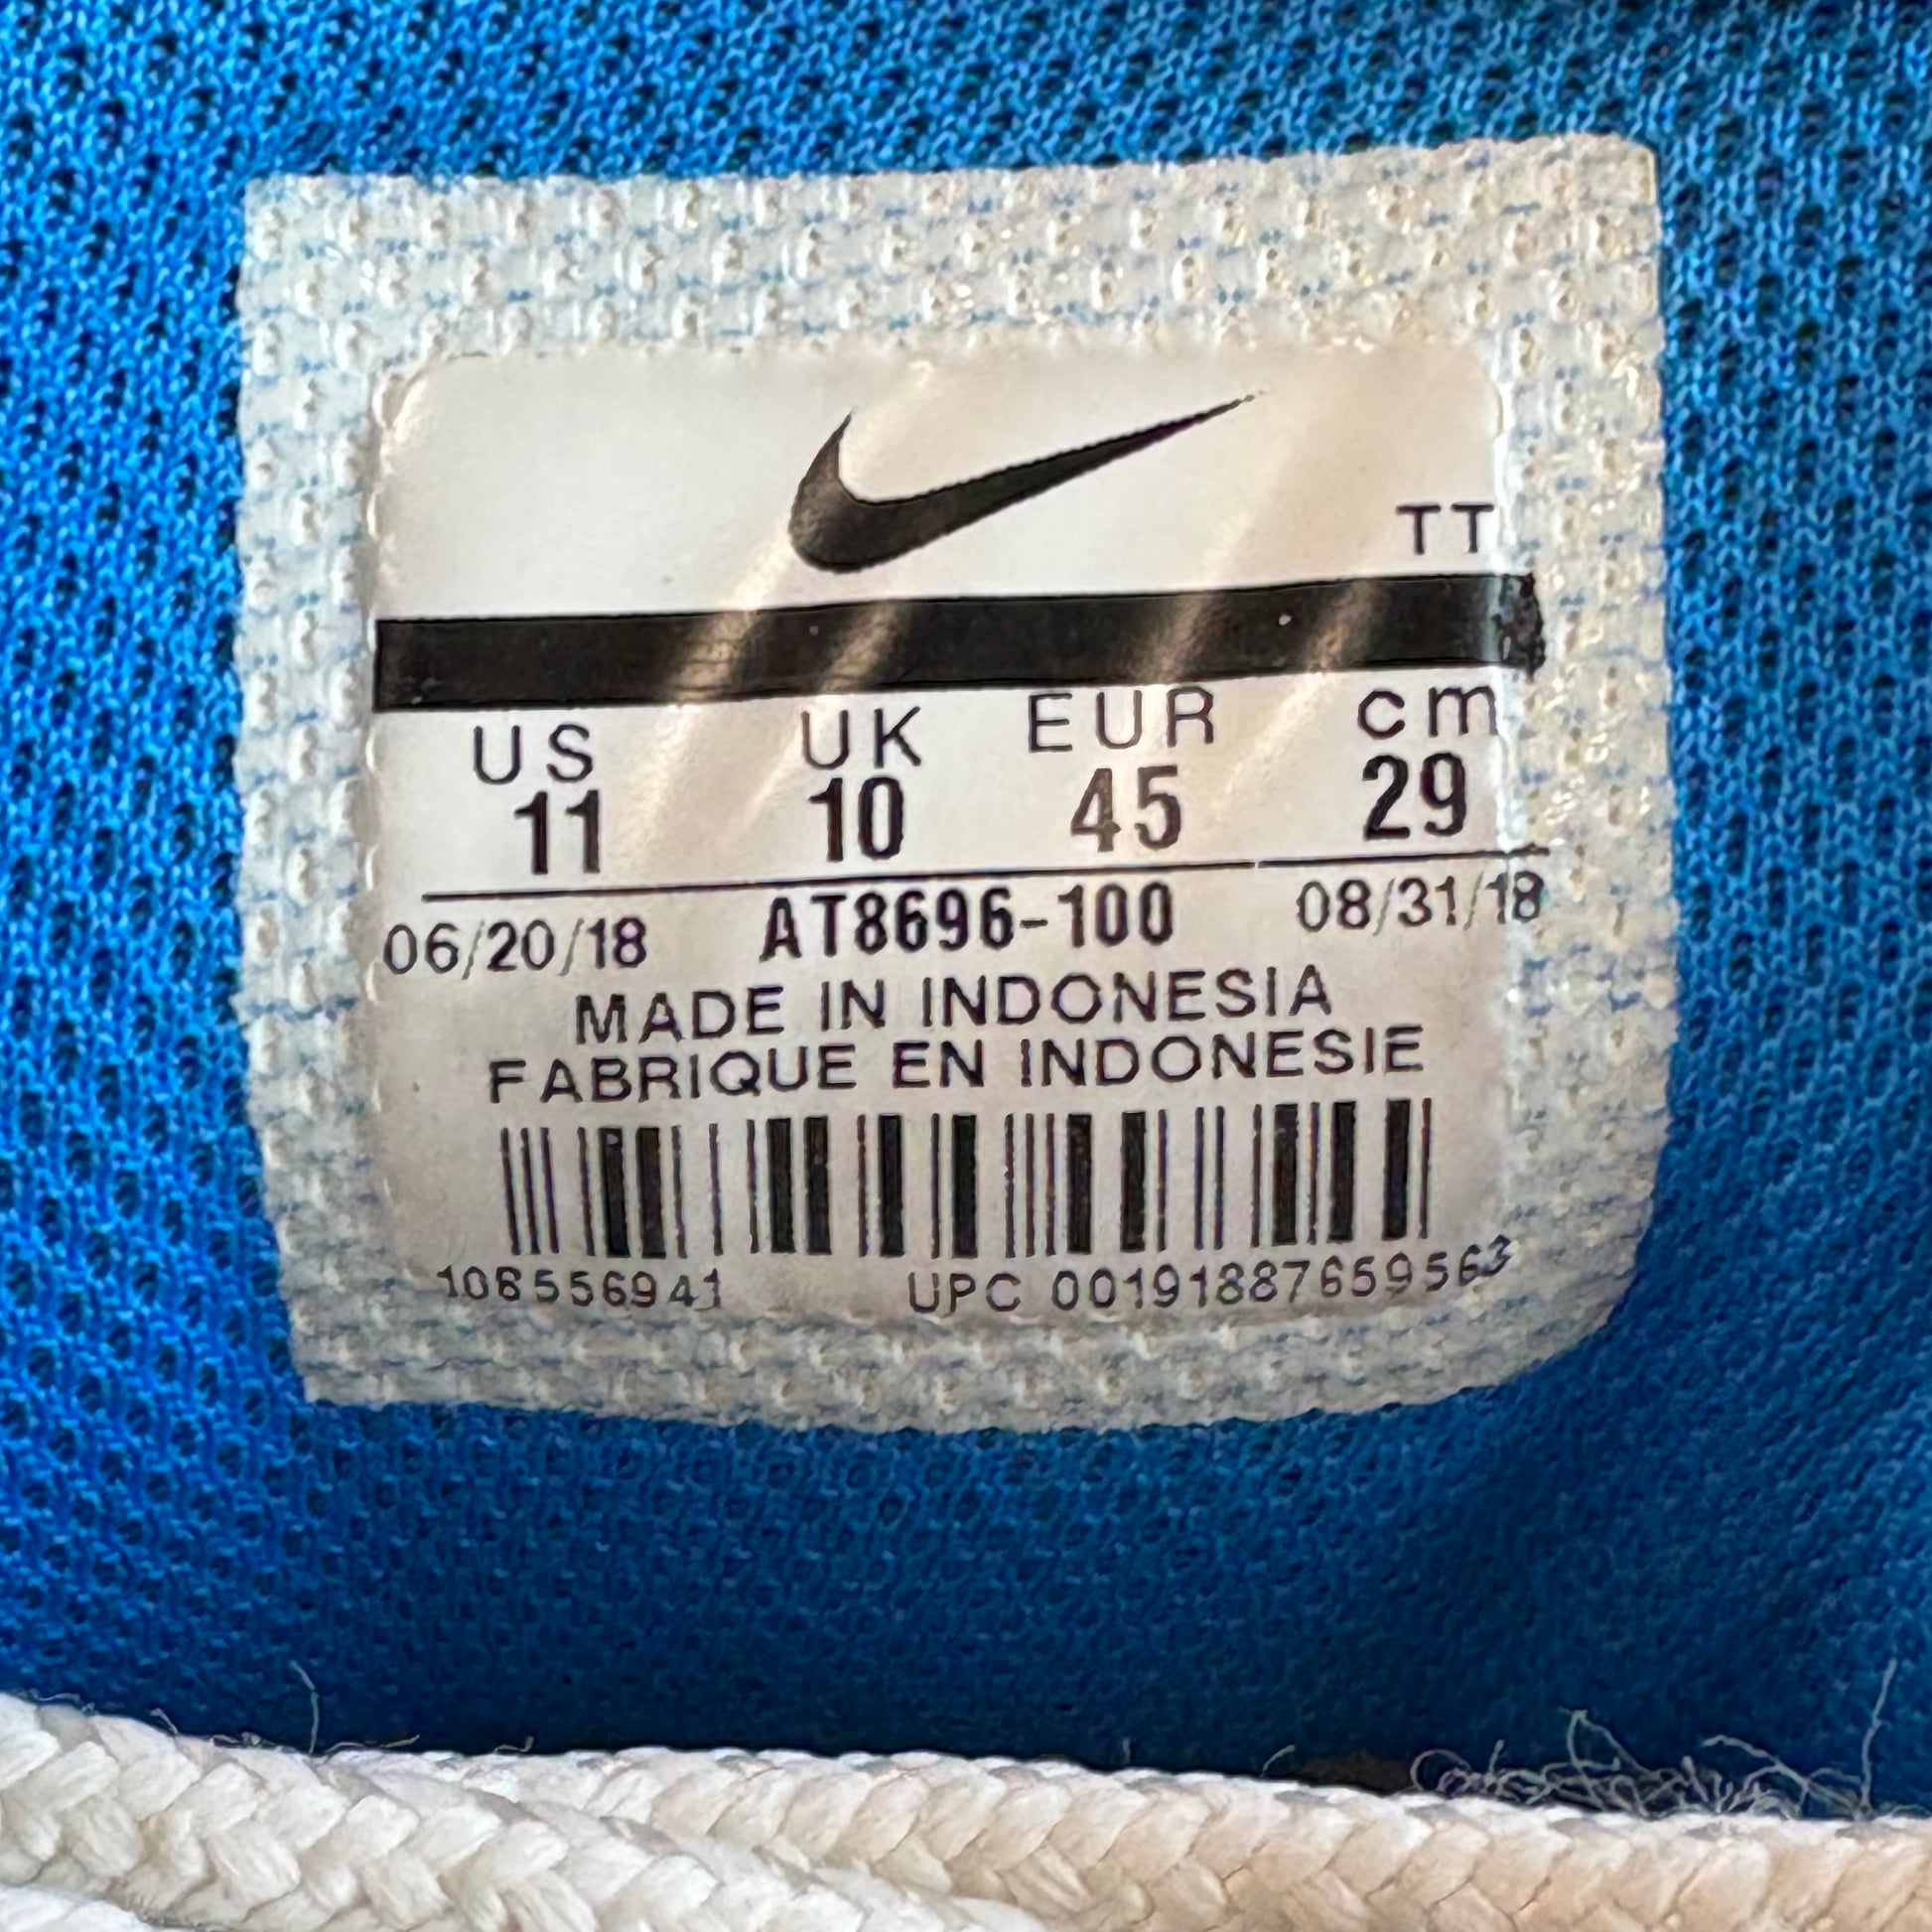 TT
US UK EUR cm
11 10 45 29
06/20/18 AT8696-100 08/31/18
MADE IN INDONESIA
FABRIQUE EN INDONESIE
108556941 UPC 00191887659563